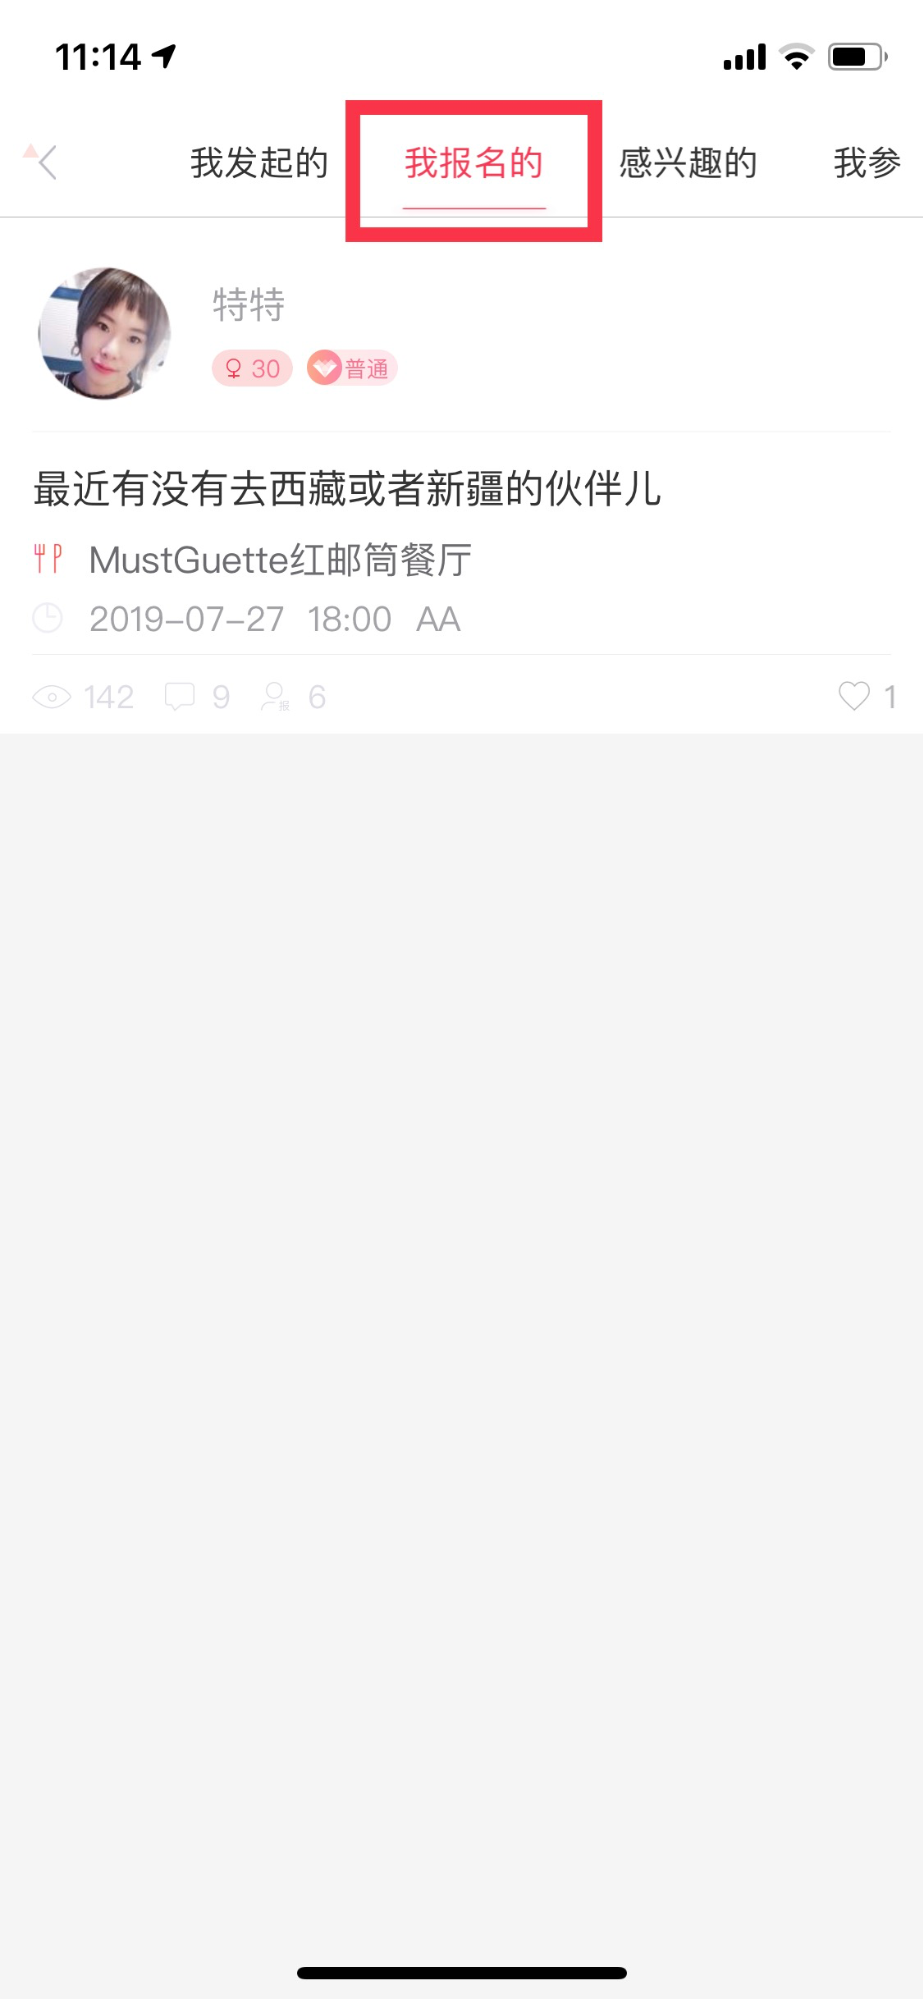 11:14
我发起的 我报名的 感兴趣的 我参
特特
♀ 30 普通
最近有没有去西藏或者新疆的伙伴儿
MustGuette红邮筒餐厅
2019-07-27 18:00 AA
142 9 报 6 1